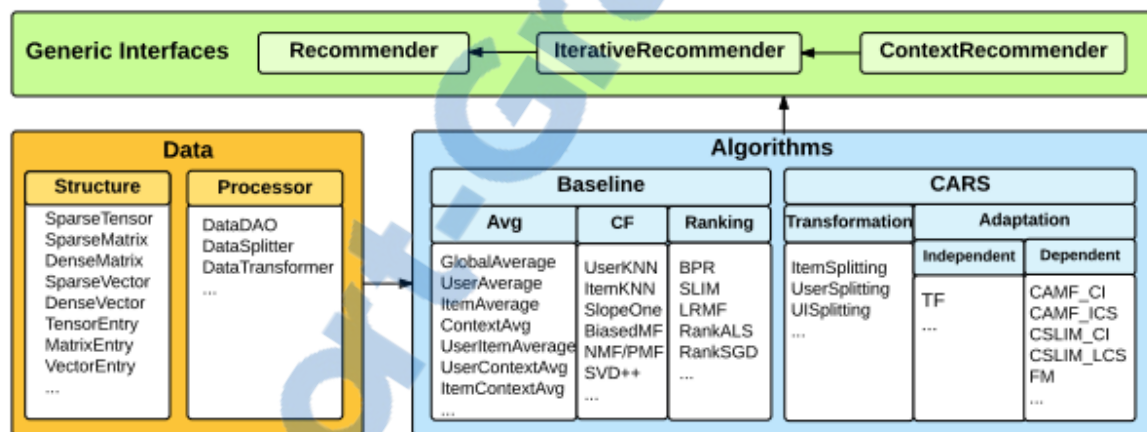 Generic Interfaces
Recommender
IterativeRecommender
ContextRecommender
Data
Structure
SparseTensor
SparseMatrix
DenseMatrix
SparseVector
DenseVector
TensorEntry
MatrixEntry
VectorEntry
...
Processor
DataDAO
DataSplitter
DataTransformer
...
Algorithms
Baseline
Avg
GlobalAverage
UserAverage
ItemAverage
ContextAvg
UserItemAverage
UserContextAvg
ItemContextAvg
...
CF
UserKNN
ItemKNN
SlopeOne
BiasedMF
NMF/PMF
SVD++
...
Ranking
BPR
SLIM
LRMF
RankALS
RankSGD
...
CARS
Transformation
ItemSplitting
UserSplitting
UISplitting
...
Adaptation
Independent
TF
...
Dependent
CAMF_CI
CAMF_ICS
CSLIM_CI
CSLIM_LCS
FM
...